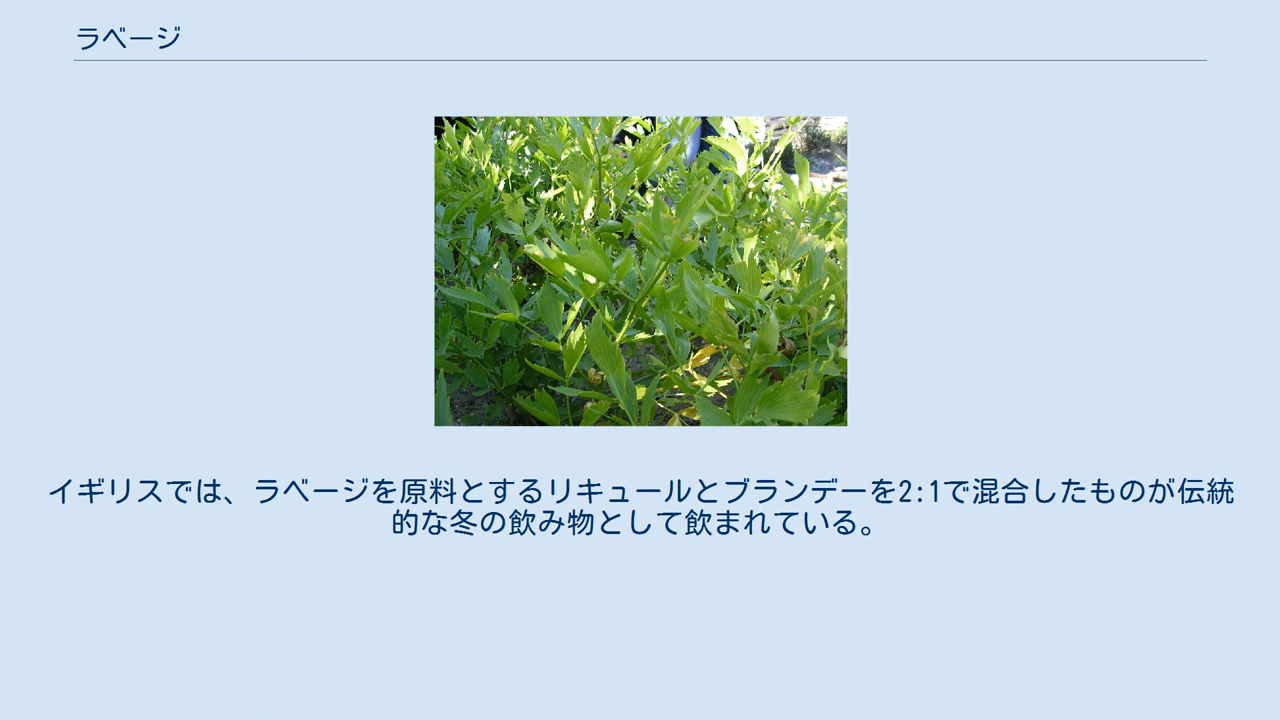 ラベージ
イギリスでは、ラベージを原料とするリキュールとブランデーを2:1で混合したものが伝統
的な冬の飲み物として飲まれている。